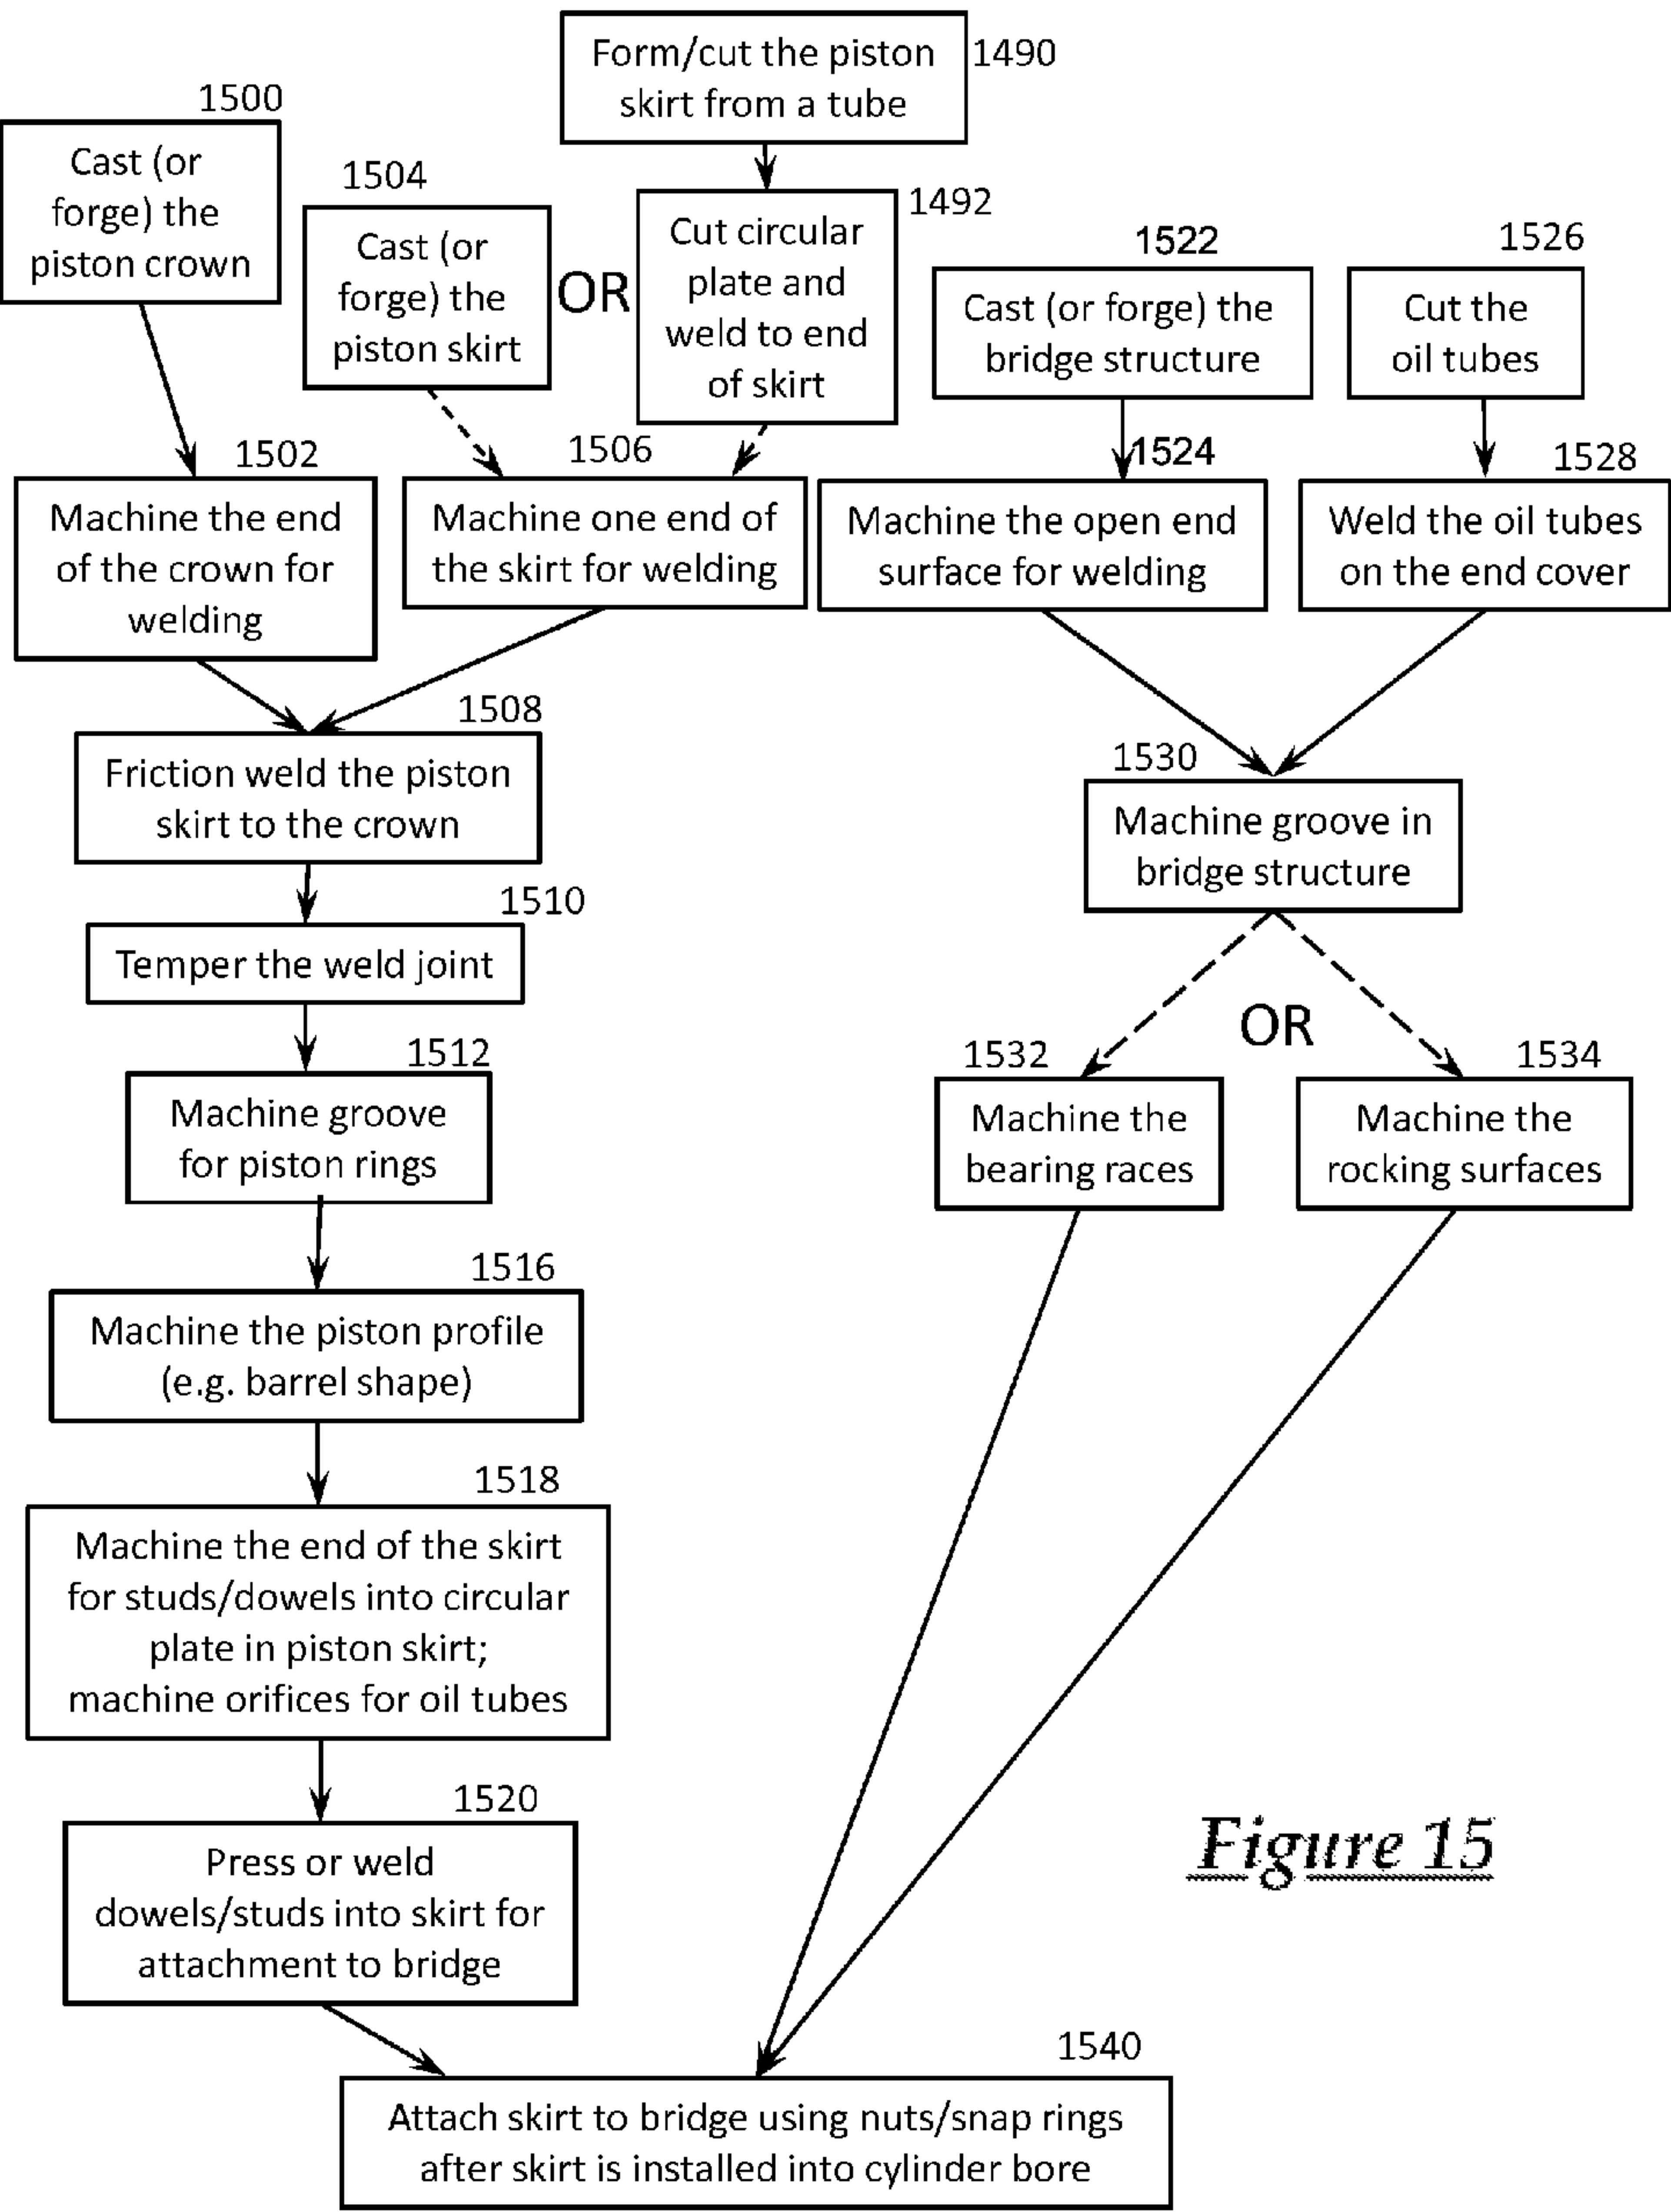 1490
Form/cut the piston
skirt from a tube
1500
Cast (or
forge) the
piston crown
1504
Cast (or
forge) the
piston skirt
OR
1492
Cut circular
plate and
weld to end
of skirt
1522
Cast (or forge) the
bridge structure
1526
Cut the
oil tubes
1502
Machine the end
of the crown for
welding
1506
Machine one end of
the skirt for welding
1524
Machine the open end
surface for welding
1528
Weld the oil tubes
on the end cover
1508
Friction weld the piston
skirt to the crown
1510
Temper the weld joint
1512
Machine groove
for piston rings
1516
Machine the piston profile
(e.g. barrel shape)
1518
Machine the end of the skirt
for studs/dowels into circular
plate in piston skirt;
machine orifices for oil tubes
1520
Press or weld
dowels/studs into skirt for
attachment to bridge
1530
Machine groove in
bridge structure
OR
1532
Machine the
bearing races
1534
Machine the
rocking surfaces
1540
Attach skirt to bridge using nuts/snap rings
after skirt is installed into cylinder bore
Figure 15